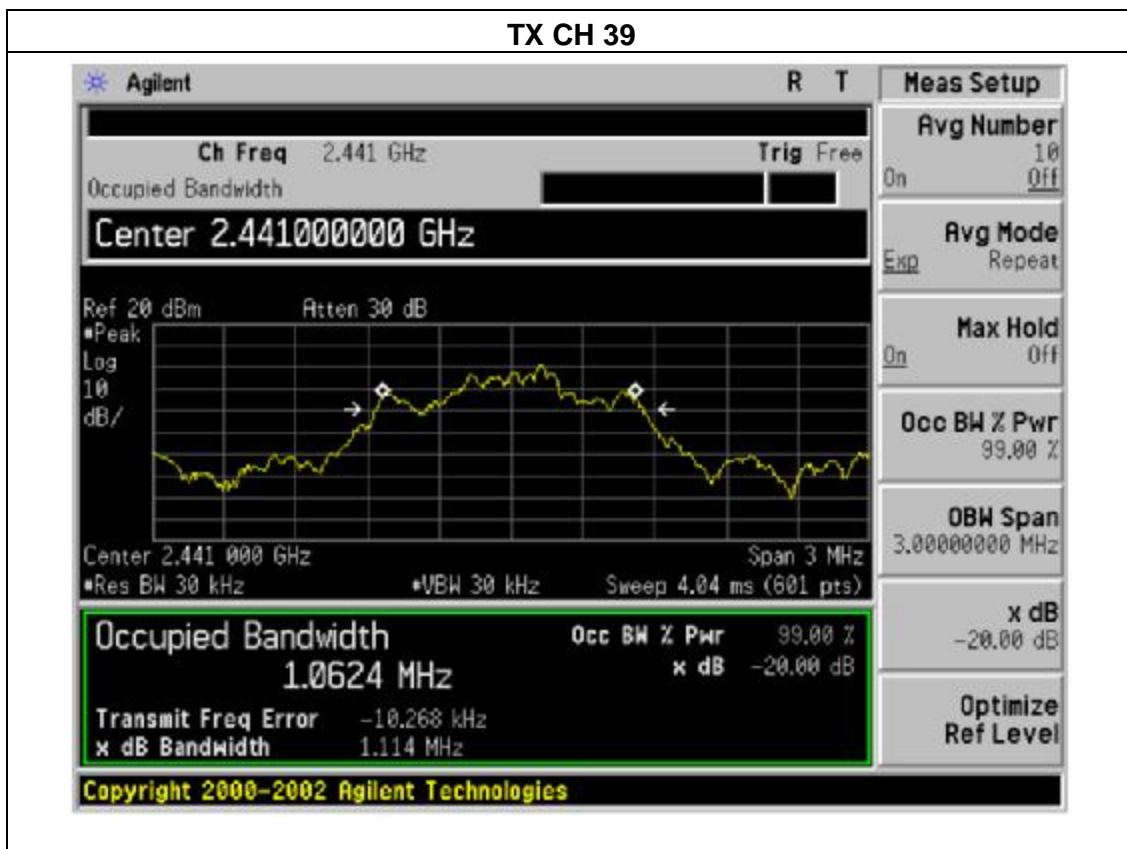 TX CH 39
Agilent R T
Ch Freq 2.441 GHz Trig Free
Occupied Bandwidth
Center 2.441000000 GHz
Ref 20 dBm Atten 30 dB
#Peak
Log
10
dB/
Center 2.441 000 GHz Span 3 MHz
#Res BW 30 kHz #VBW 30 kHz Sweep 4.04 ms (601 pts)
Occupied Bandwidth Occ BW % Pwr 99.00 %
1.0624 MHz x dB -20.00 dB
Transmit Freq Error -10.268 kHz
x dB Bandwidth 1.114 MHz
Copyright 2000-2002 Agilent Technologies
Meas Setup
Avg Number
10
On Off
Avg Mode
Exp Repeat
Max Hold
On Off
Occ BW % Pwr
99.00 %
OBW Span
3.00000000 MHz
x dB
-20.00 dB
Optimize
Ref Level